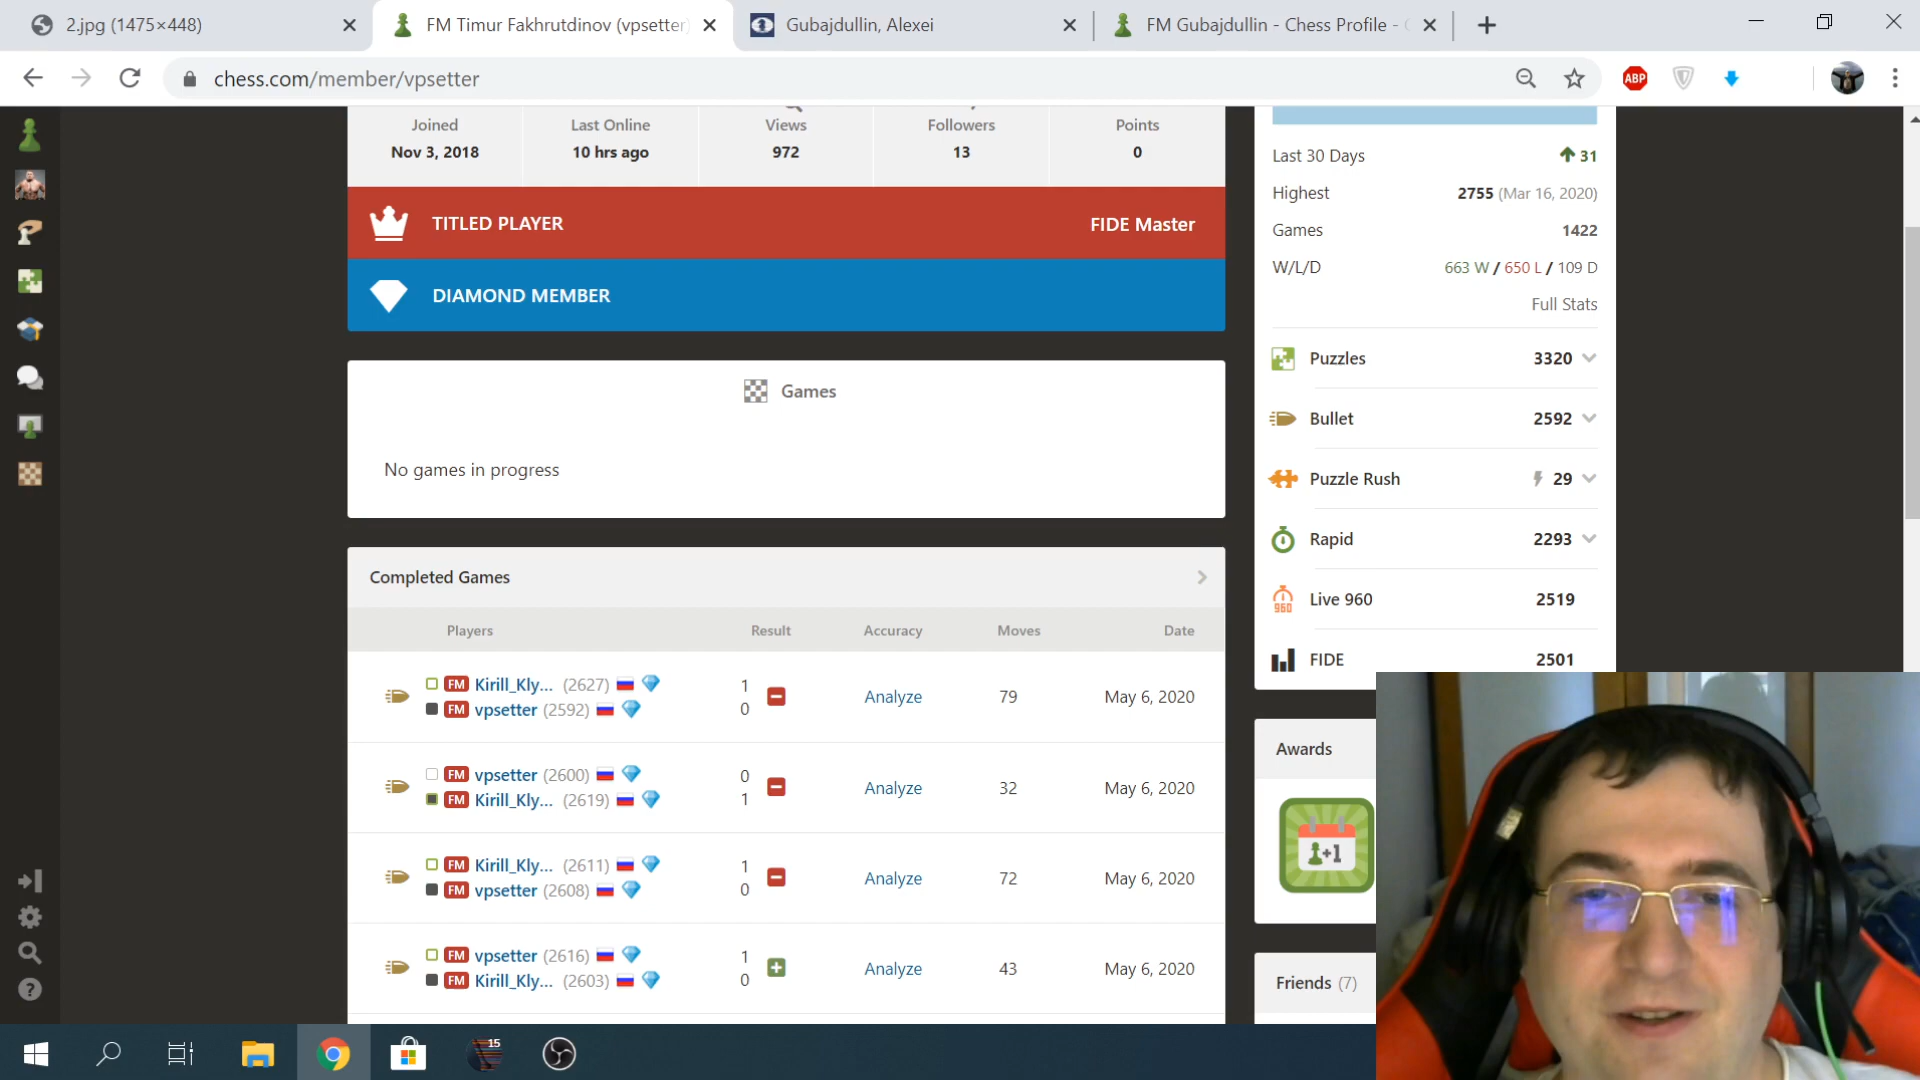 2.jpg (1475×448)
FM Timur Fakhrutdinov (vpsetter)
Gubajdullin, Alexei
FM Gubajdullin - Chess Profile -
chess.com/member/vpsetter
ABP
Joined
Nov 3, 2018
Last Online
10 hrs ago
Views
972
Followers
13
Points
0
TITLED PLAYER
FIDE Master
DIAMOND MEMBER
Games
No games in progress
Completed Games
Players Result Accuracy Moves Date
FM Kirill_Kly... (2627) 1
FM vpsetter (2592) 0
Analyze 79 May 6, 2020
FM vpsetter (2600) 0
FM Kirill_Kly... (2619) 1
Analyze 32 May 6, 2020
FM Kirill_Kly... (2611) 1
FM vpsetter (2608) 0
Analyze 72 May 6, 2020
FM vpsetter (2616) 1
FM Kirill_Kly... (2603) 0
Analyze 43 May 6, 2020
Last 30 Days 31
Highest 2755 (Mar 16, 2020)
Games 1422
W/L/D 663 W / 650 L / 109 D
Full Stats
Puzzles 3320
Bullet 2592
Puzzle Rush 29
Rapid 2293
960 Live 960 2519
FIDE 2501
Awards
+1
Friends (7)
15